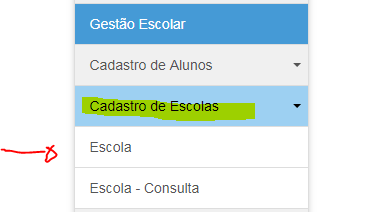 Gestão Escolar
Cadastro de Alunos
Cadastro de Escolas
Escola
Escola - Consulta